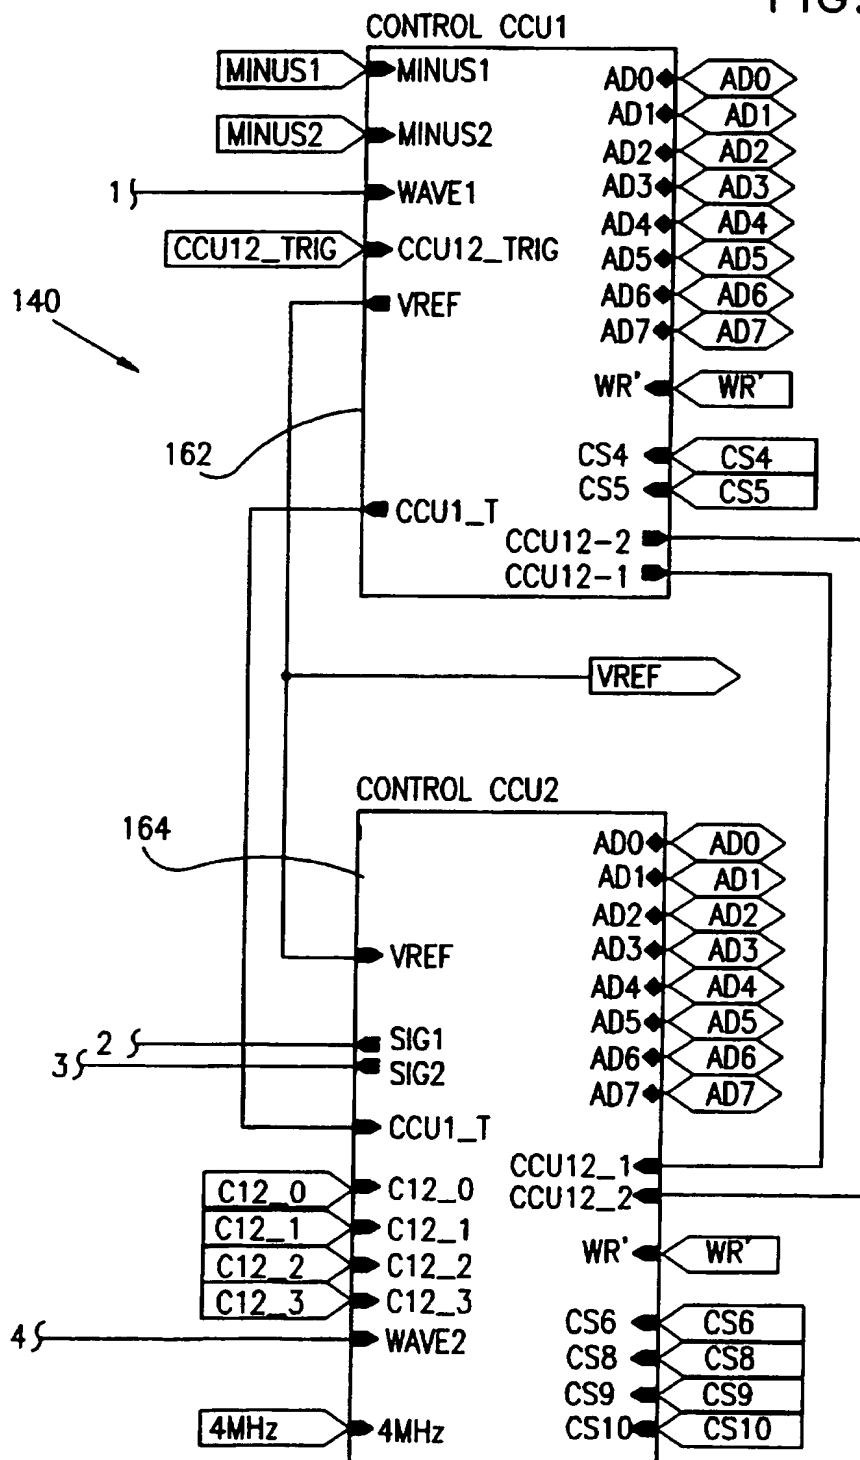 FIG.
CONTROL CCU1
MINUS1 MINUS1 AD0 AD0
AD1 AD1
MINUS2 MINUS2 AD2 AD2
1 WAVE1 AD3 AD3
AD4 AD4
CCU12_TRIG CCU12_TRIG AD5 AD5
140 VREF AD6 AD6
AD7 AD7
WR' WR'
162 CS4 CS4
CS5 CS5
CCU1_T
CCU12-2
CCU12-1
VREF
CONTROL CCU2
164 AD0 AD0
AD1 AD1
AD2 AD2
VREF AD3 AD3
AD4 AD4
2 SIG1 AD5 AD5
3 SIG2 AD6 AD6
AD7 AD7
CCU1_T
CCU12_1
C12_0 C12_0 CCU12_2
C12_1 C12_1
C12_2 C12_2 WR' WR'
C12_3 C12_3
4 WAVE2 CS6 CS6
CS8 CS8
CS9 CS9
4MHz 4MHz CS10 CS10